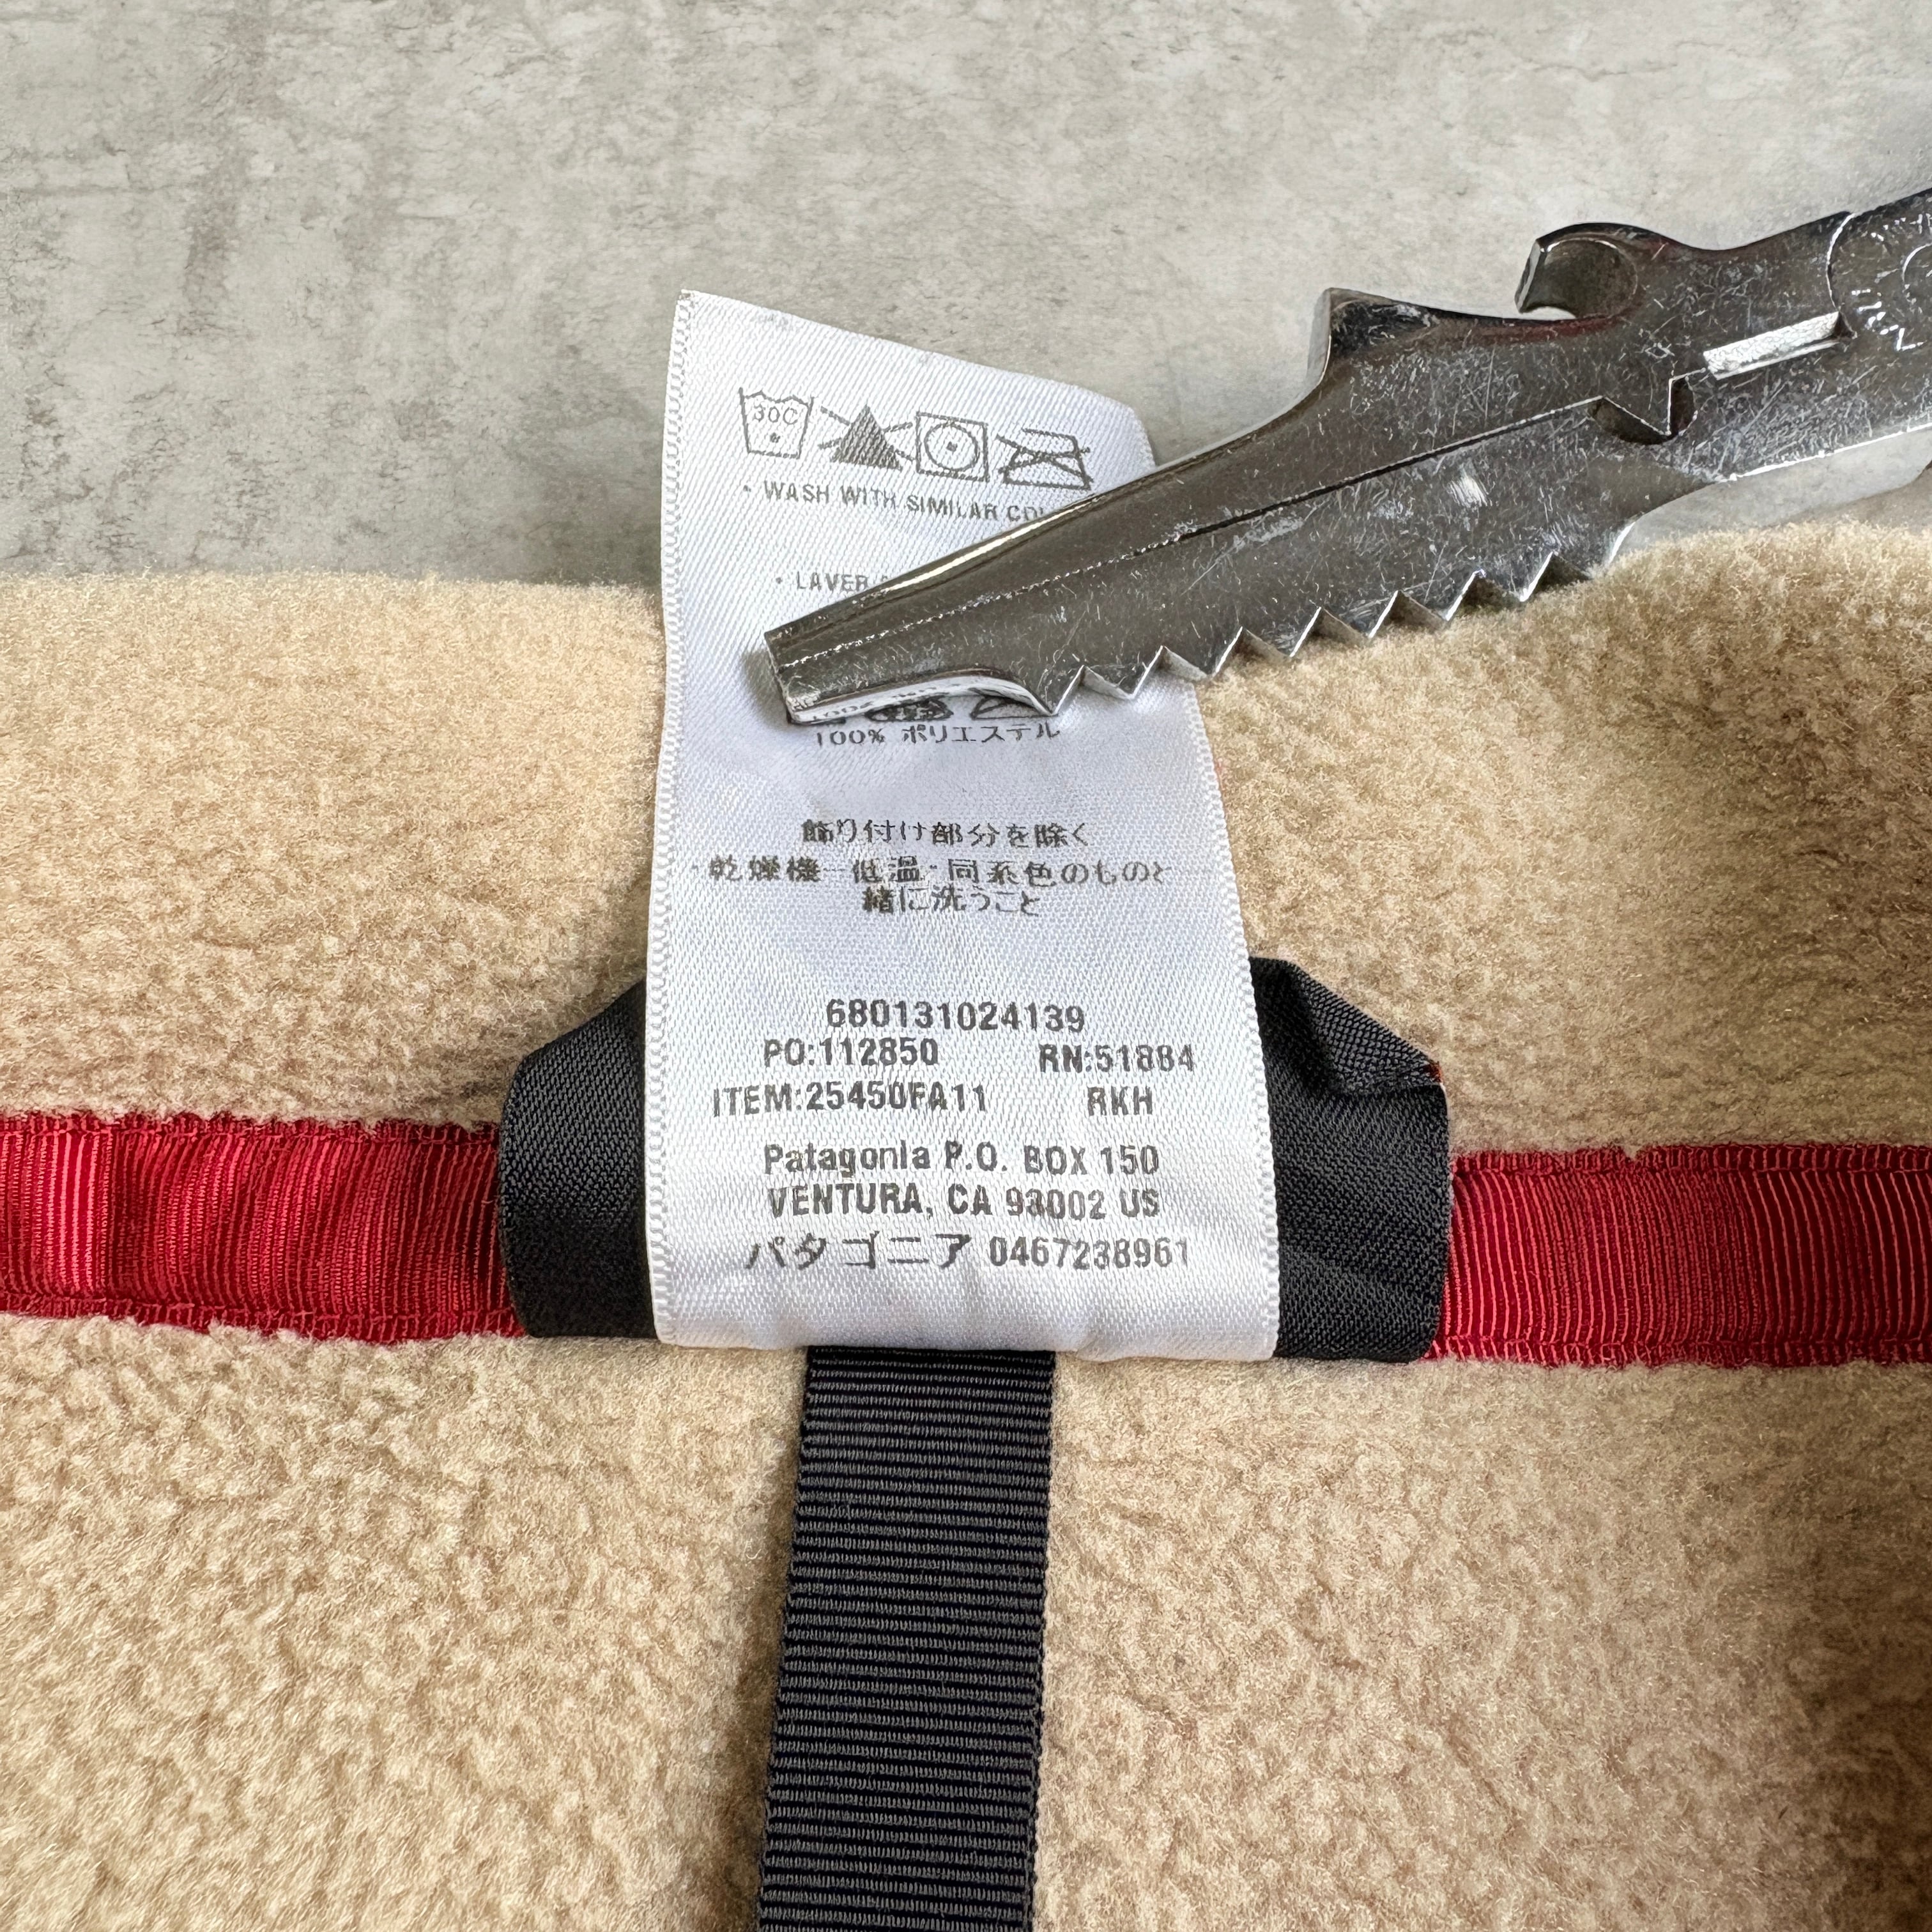 30C
• WASH WITH SIMILAR
• LAVER
100% ポリエステル
飾り付け部分を除く
乾燥機-低温・同系色のものと
緒に洗うこと
680131024139
PO:112850 RN:51884
ITEM:25450FA11 RKH
Patagonia P.O. BOX 150
VENTURA, CA 93002 US
パタゴニア 0467238961